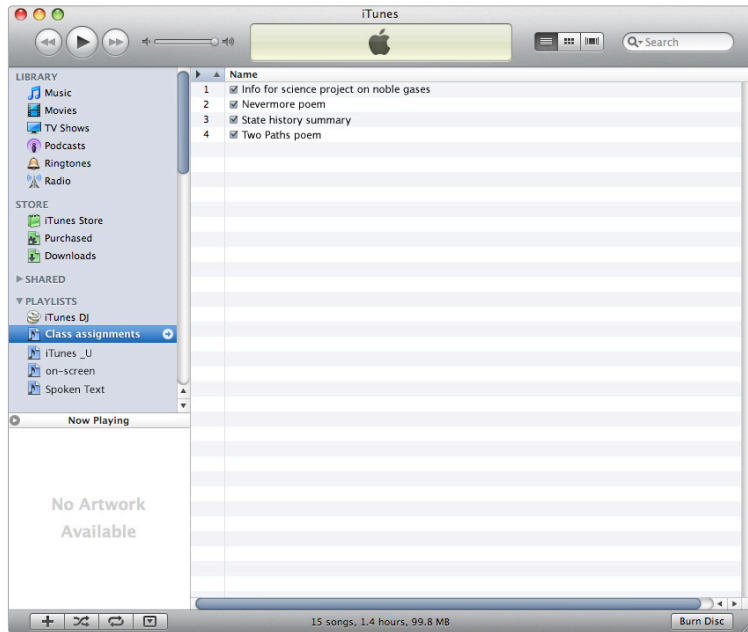 iTunes
Search
LIBRARY
Music
Movies
TV Shows
Podcasts
Ringtones
Radio
STORE
iTunes Store
Purchased
Downloads
SHARED
PLAYLISTS
iTunes DJ
Class assignments
iTunes _U
on-screen
Spoken Text
Now Playing
No Artwork
Available
Name
1 Info for science project on noble gases
2 Nevermore poem
3 State history summary
4 Two Paths poem
15 songs, 1.4 hours, 99.8 MB
Burn Disc